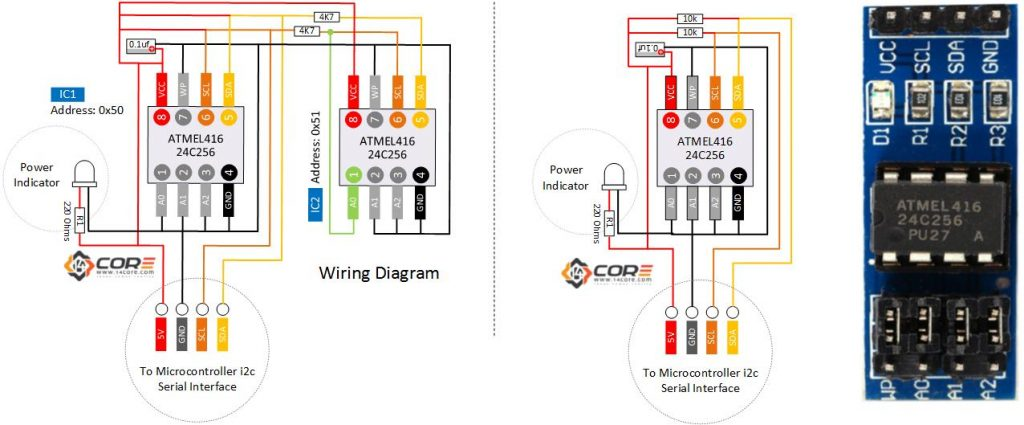 4K7
4K7
0.1uf
VCC
WP
SCL
SDA
IC1
Address: 0x50
8
7
6
5
ATMEL416
24C256
1
2
3
4
A0
A1
A2
GND
Power
Indicator
R1
220 Ohms
14 CORE
www.14core.com
5V
GND
SCL
SDA
To Microcontroller i2c
Serial Interface
VCC
WP
SCL
SDA
8
7
6
5
ATMEL416
24C256
1
2
3
4
A0
A1
A2
GND
IC2
Address: 0x51
Wiring Diagram
10k
10k
0.1uf
VCC
WP
SCL
SDA
8
7
6
5
ATMEL416
24C256
1
2
3
4
A0
A1
A2
GND
Power
Indicator
R1
220 Ohms
14 CORE
www.14core.com
5V
GND
SCL
SDA
To Microcontroller i2c
Serial Interface
VCC
SCL
SDA
GND
D1
R1
R2
R3
ATMEL416
24C256
PU27 A
WP
A0
A1
A2